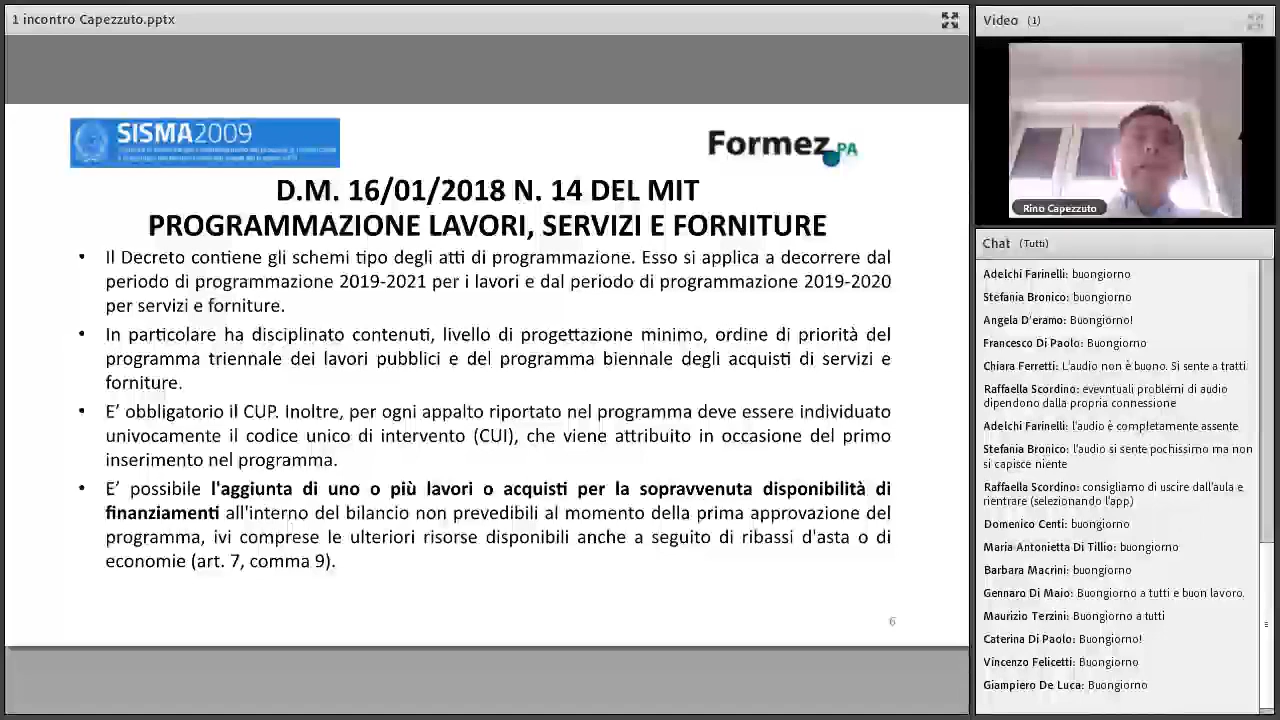 1 incontro Capezzuto.pptx
SISMA2009
Formez PA
D.M. 16/01/2018 N. 14 DEL MIT
PROGRAMMAZIONE LAVORI, SERVIZI E FORNITURE
• Il Decreto contiene gli schemi tipo degli atti di programmazione. Esso si applica a decorrere dal
periodo di programmazione 2019-2021 per i lavori e dal periodo di programmazione 2019-2020
per servizi e forniture.
• In particolare ha disciplinato contenuti, livello di progettazione minimo, ordine di priorità del
programma triennale dei lavori pubblici e del programma biennale degli acquisti di servizi e
forniture.
• E' obbligatorio il CUP. Inoltre, per ogni appalto riportato nel programma deve essere individuato
univocamente il codice unico di intervento (CUI), che viene attribuito in occasione del primo
inserimento nel programma.
• E' possibile l'aggiunta di uno o più lavori o acquisti per la sopravvenuta disponibilità di
finanziamenti all'interno del bilancio non prevedibili al momento della prima approvazione del
programma, ivi comprese le ulteriori risorse disponibili anche a seguito di ribassi d'asta o di
economie (art. 7, comma 9).
6
Video (1)
Rino Capezzuto
Chat (Tutti)
Adelchi Farinelli: buongiorno
Stefania Bronico: buongiorno
Angela D'eramo: Buongiorno!
Francesco Di Paolo: Buongiorno
Chiara Ferretti: L'audio non è buono. Si sente a tratti
Raffaella Scordino: evevntuali problemi di audio
dipendono dalla propria connessione
Adelchi Farinelli: l'audio è completamente assente
Stefania Bronico: l'audio si sente pochissimo ma non
si capisce niente
Raffaella Scordino: consigliamo di uscire dall'aula e
rientrare (selezionando l'app)
Domenico Centi: buongiorno
Maria Antonietta Di Tillio: buongiorno
Barbara Macrini: buongiorno
Gennaro Di Maio: Buongiorno a tutti e buon lavoro.
Maurizio Terzini: Buongiorno a tutti
Caterina Di Paolo: Buongiorno!
Vincenzo Felicetti: Buongiorno
Giampiero De Luca: Buongiorno